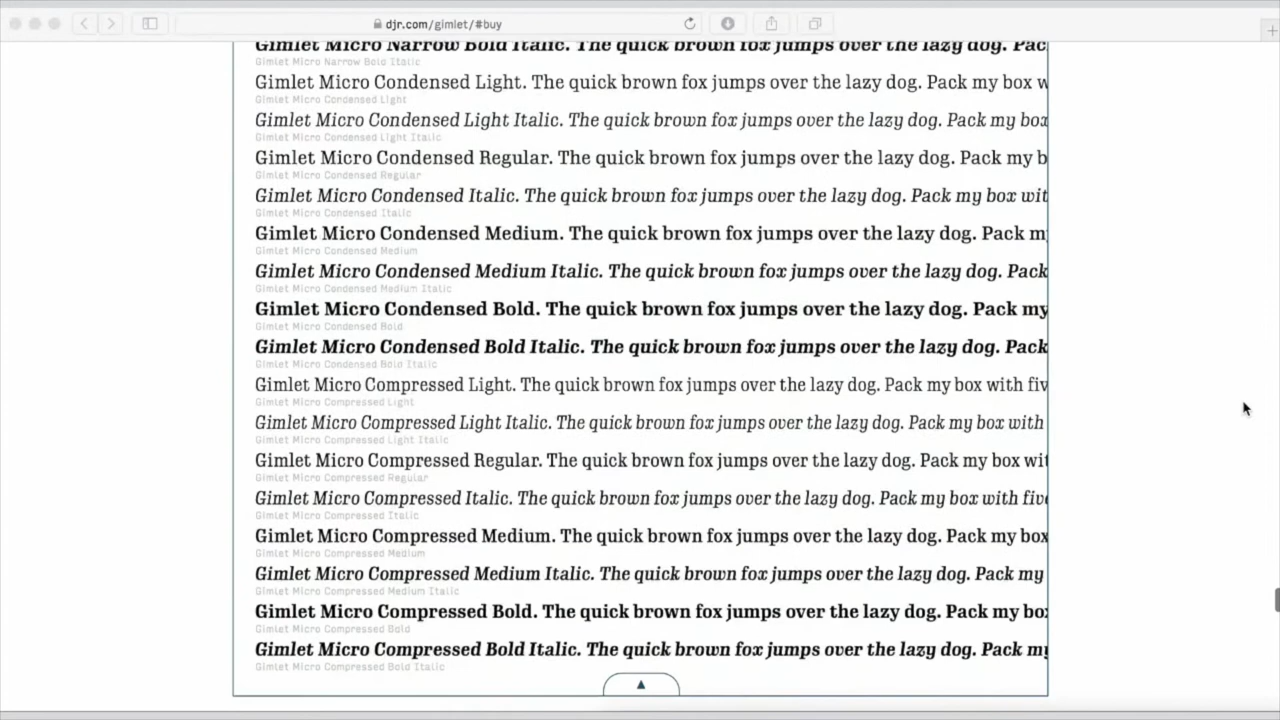 djr.com/gimlet/#buy
Gimlet Micro Narrow Bold Italic. The quick brown fox jumps over the lazy dog. Pac
Gimlet Micro Narrow Bold Italic
Gimlet Micro Condensed Light. The quick brown fox jumps over the lazy dog. Pack my box w
Gimlet Micro Condensed Light
Gimlet Micro Condensed Light Italic. The quick brown fox jumps over the lazy dog. Pack my box
Gimlet Micro Condensed Light Italic
Gimlet Micro Condensed Regular. The quick brown fox jumps over the lazy dog. Pack my b
Gimlet Micro Condensed Regular
Gimlet Micro Condensed Italic. The quick brown fox jumps over the lazy dog. Pack my box wit
Gimlet Micro Condensed Italic
Gimlet Micro Condensed Medium. The quick brown fox jumps over the lazy dog. Pack m
Gimlet Micro Condensed Medium
Gimlet Micro Condensed Medium Italic. The quick brown fox jumps over the lazy dog. Pack
Gimlet Micro Condensed Medium Italic
Gimlet Micro Condensed Bold. The quick brown fox jumps over the lazy dog. Pack my
Gimlet Micro Condensed Bold
Gimlet Micro Condensed Bold Italic. The quick brown fox jumps over the lazy dog. Pack
Gimlet Micro Condensed Bold Italic
Gimlet Micro Compressed Light. The quick brown fox jumps over the lazy dog. Pack my box with fiv
Gimlet Micro Compressed Light
Gimlet Micro Compressed Light Italic. The quick brown fox jumps over the lazy dog. Pack my box with
Gimlet Micro Compressed Light Italic
Gimlet Micro Compressed Regular. The quick brown fox jumps over the lazy dog. Pack my box wit
Gimlet Micro Compressed Regular
Gimlet Micro Compressed Italic. The quick brown fox jumps over the lazy dog. Pack my box with five
Gimlet Micro Compressed Italic
Gimlet Micro Compressed Medium. The quick brown fox jumps over the lazy dog. Pack my box
Gimlet Micro Compressed Medium
Gimlet Micro Compressed Medium Italic. The quick brown fox jumps over the lazy dog. Pack my
Gimlet Micro Compressed Medium Italic
Gimlet Micro Compressed Bold. The quick brown fox jumps over the lazy dog. Pack my box
Gimlet Micro Compressed Bold
Gimlet Micro Compressed Bold Italic. The quick brown fox jumps over the lazy dog. Pack my
Gimlet Micro Compressed Bold Italic